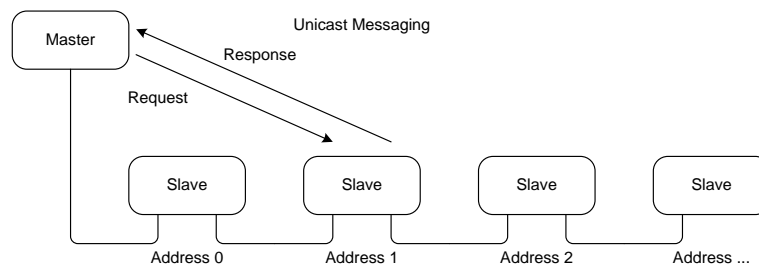 Unicast Messaging
Master
Response
Request
Slave Slave Slave Slave
Address 0 Address 1 Address 2 Address ...